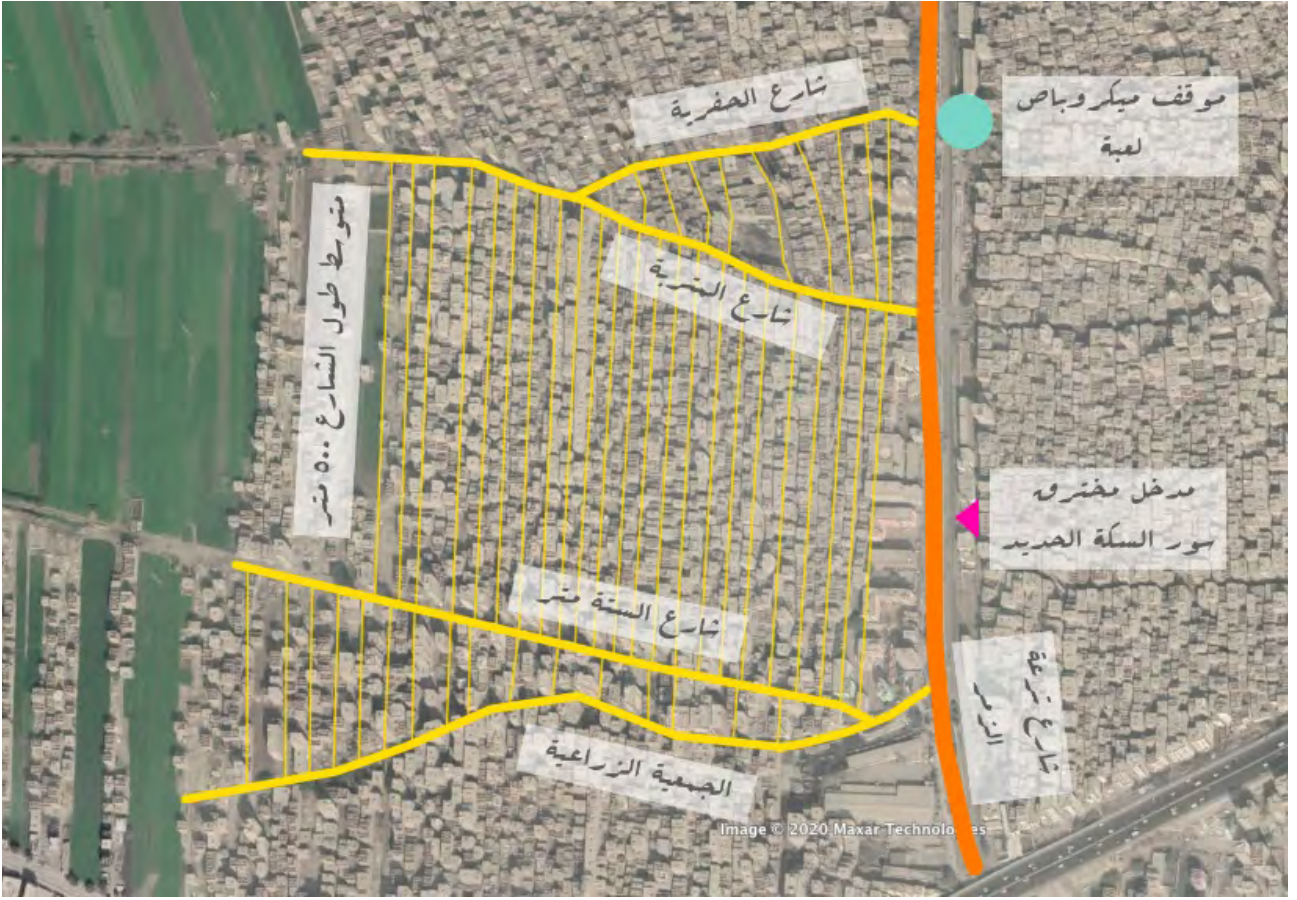 شارع الحفرية
موقف ميكروباص
لعبة
شارع المتربة
متوسط طول الشارع ٥٠٠ متر
مدخل مخترق
سور السكة الحديد
شارع الستة متر
شارع ترعة
الزمر
الجمعية الزراعية
Image © 2020 Maxar Technologies